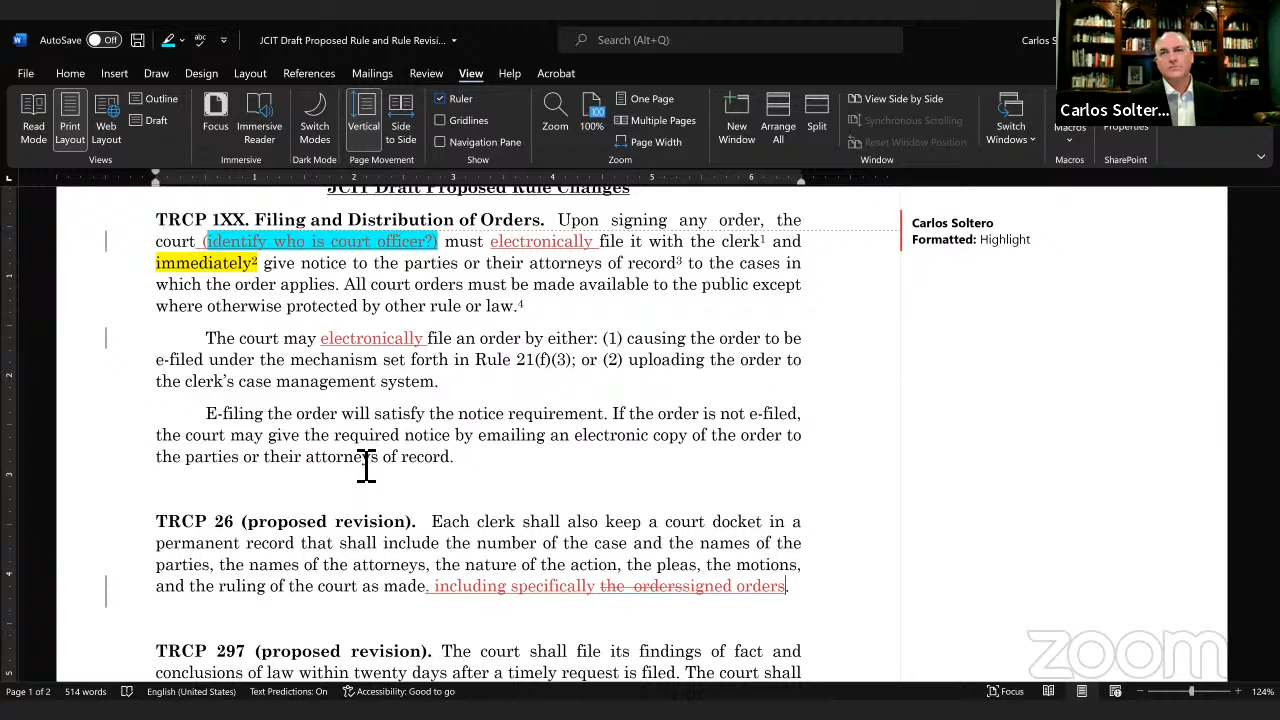 AutoSave Off
JCIT Draft Proposed Rule and Rule Revisi...
Search (Alt+Q)
Carlos S
File Home Insert Draw Design Layout References Mailings Review View Help Acrobat
Read Mode
Print Layout
Web Layout
Outline
Draft
Views
Focus
Immersive Reader
Immersive
Switch Modes
Dark Mode
Vertical
Side to Side
Page Movement
Ruler
Gridlines
Navigation Pane
Show
Zoom
100%
One Page
Multiple Pages
Page Width
Zoom
New Window
Arrange All
Split
View Side by Side
Synchronous Scrolling
Reset Window Position
Window
Switch Windows
Macros
Macros
Properties
SharePoint
Carlos Solter...
1 2 3 4 5 6
JCIT Draft Proposed Rule Changes
TRCP 1XX. Filing and Distribution of Orders. Upon signing any order, the
court (identify who is court officer?) must electronically file it with the clerk¹ and
immediately² give notice to the parties or their attorneys of record³ to the cases in
which the order applies. All court orders must be made available to the public except
where otherwise protected by other rule or law.⁴
The court may electronically file an order by either: (1) causing the order to be
e-filed under the mechanism set forth in Rule 21(f)(3); or (2) uploading the order to
the clerk's case management system.
E-filing the order will satisfy the notice requirement. If the order is not e-filed,
the court may give the required notice by emailing an electronic copy of the order to
the parties or their attorneys of record.
TRCP 26 (proposed revision). Each clerk shall also keep a court docket in a
permanent record that shall include the number of the case and the names of the
parties, the names of the attorneys, the nature of the action, the pleas, the motions,
and the ruling of the court as made, including specifically the orderssigned orders.
TRCP 297 (proposed revision). The court shall file its findings of fact and
conclusions of law within twenty days after a timely request is filed. The court shall
Carlos Soltero
Formatted: Highlight
zoom
Page 1 of 2
514 words
English (United States)
Text Predictions: On
Accessibility: Good to go
Focus
124%